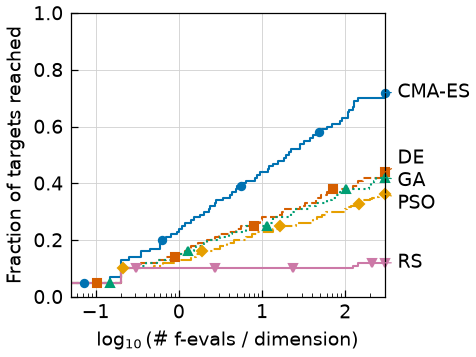 1.0
0.8
0.6
0.4
0.2
0.0
Fraction of targets reached
CMA-ES
DE
GA
PSO
RS
−1
0
1
2
log₁₀(# f-evals / dimension)